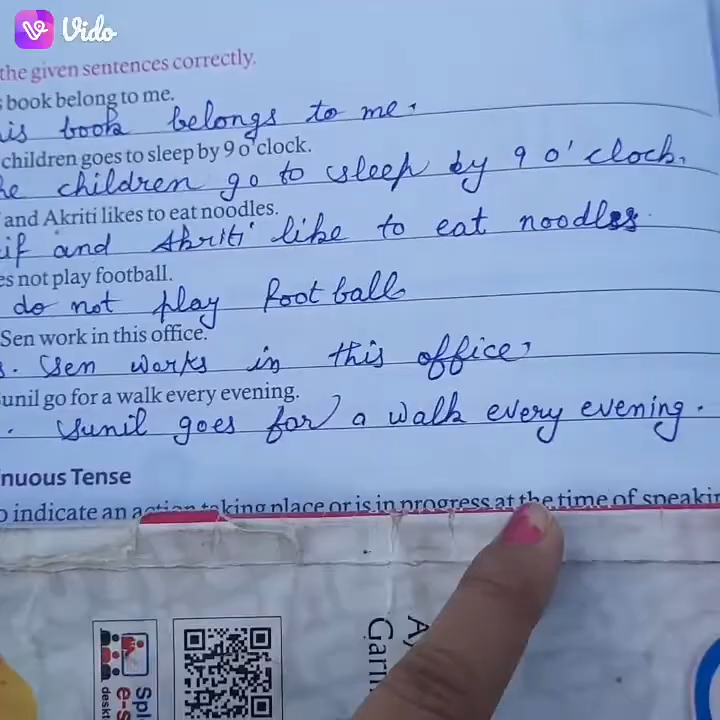 Vido
the given sentences correctly.
book belong to me.
is book belongs to me.
children goes to sleep by 9 o'clock.
he children go to sleep by 9 o'clock.
and Akriti likes to eat noodles.
if and Akriti like to eat noodles.
es not play football.
do not play football
Sen work in this office.
s. Sen works in this office.
unil go for a walk every evening.
. Sunil goes for a walk every evening.
nuous Tense
o indicate an action taking place or is in progress at the time of speakin
A
Garh
Spl
e-s
deskt